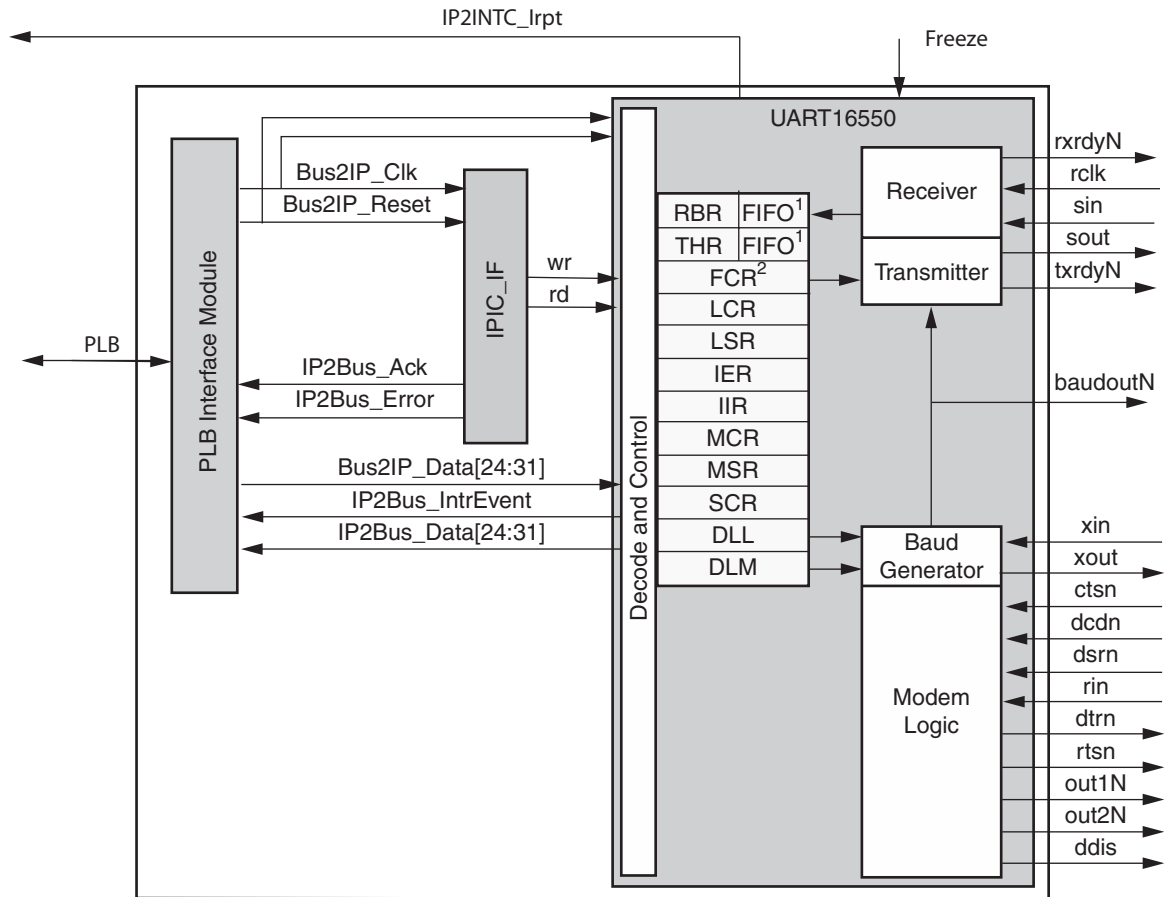 IP2INTC_Irpt
Freeze
UART16550
PLB
PLB Interface Module
Bus2IP_Clk
Bus2IP_Reset
IPIC_IF
wr
rd
IP2Bus_Ack
IP2Bus_Error
Bus2IP_Data[24:31]
IP2Bus_IntrEvent
IP2Bus_Data[24:31]
Decode and Control
RBR FIFO¹
THR FIFO¹
FCR²
LCR
LSR
IER
IIR
MCR
MSR
SCR
DLL
DLM
Receiver
Transmitter
Baud
Generator
Modem
Logic
rxrdyN
rclk
sin
sout
txrdyN
baudoutN
xin
xout
ctsn
dcdn
dsrn
rin
dtrn
rtsn
out1N
out2N
ddis